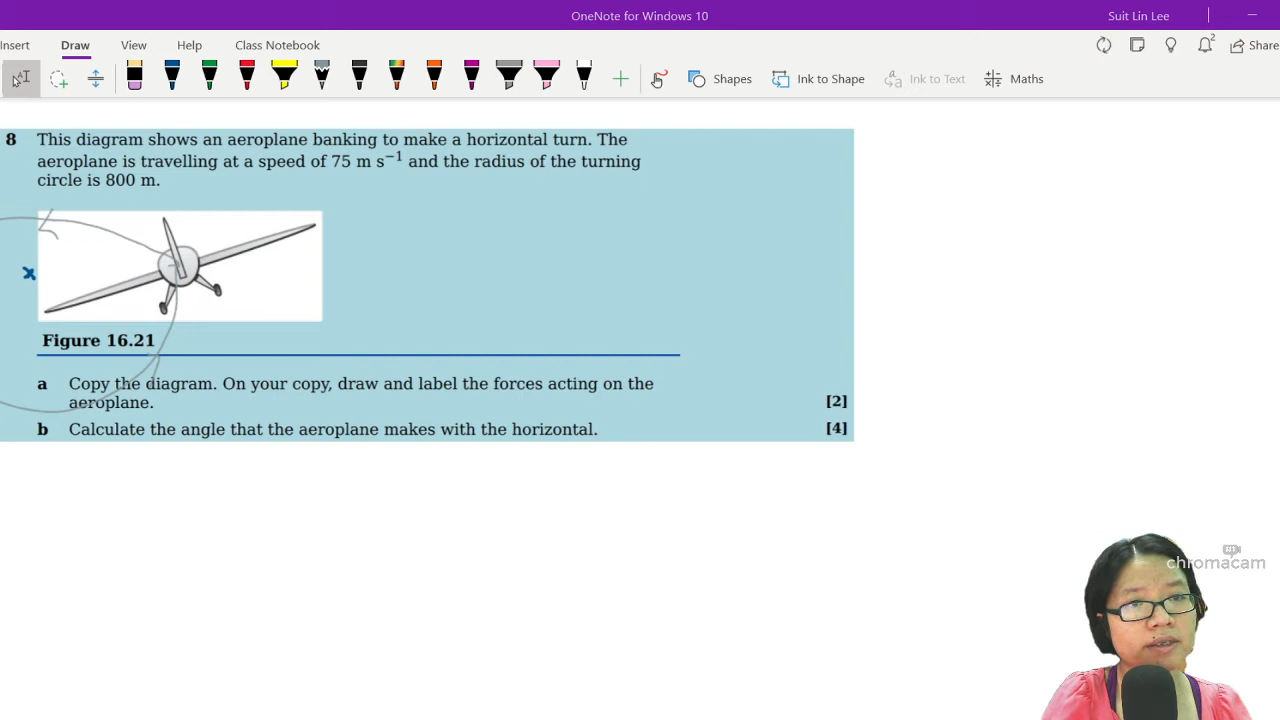 OneNote for Windows 10
Suit Lin Lee
Insert
Draw
View
Help
Class Notebook
2
Share
Shapes
Ink to Shape
Ink to Text
Maths
8 This diagram shows an aeroplane banking to make a horizontal turn. The
aeroplane is travelling at a speed of 75 m s⁻¹ and the radius of the turning
circle is 800 m.
x
Figure 16.21
a Copy the diagram. On your copy, draw and label the forces acting on the
aeroplane. [2]
b Calculate the angle that the aeroplane makes with the horizontal. [4]
chromacam